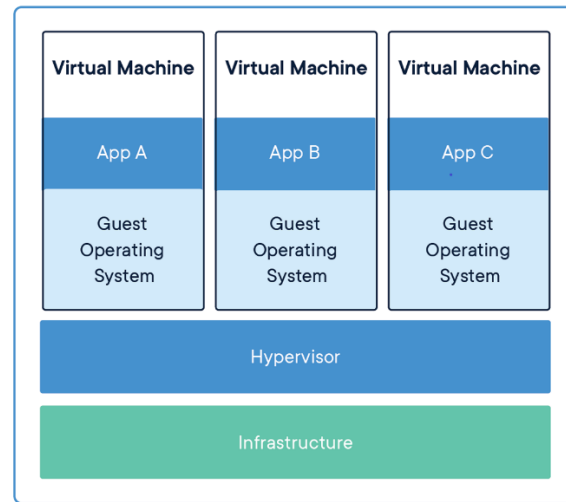 Virtual Machine
Virtual Machine
Virtual Machine
App A
App B
App C
Guest
Operating
System
Guest
Operating
System
Guest
Operating
System
Hypervisor
Infrastructure